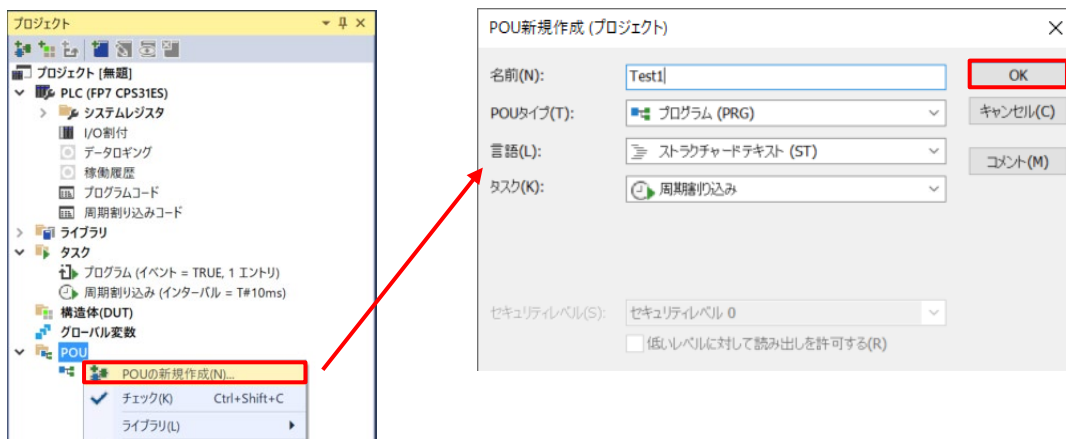 プロジェクト
プロジェクト [無題]
PLC (FP7 CPS31ES)
システムレジスタ
I/O割付
データロギング
稼働履歴
プログラムコード
周期割り込みコード
ライブラリ
タスク
プログラム (イベント = TRUE, 1 エントリ)
周期割り込み (インターバル = T#10ms)
構造体(DUT)
グローバル変数
POU
POUの新規作成(N)...
チェック(K) Ctrl+Shift+C
ライブラリ(L)
POU新規作成 (プロジェクト)
名前(N): Test1 OK
POUタイプ(T): プログラム (PRG) キャンセル(C)
言語(L): ストラクチャードテキスト (ST) コメント(M)
タスク(K): 周期割り込み
セキュリティレベル(S): セキュリティレベル 0
低いレベルに対して読み出しを許可する(R)